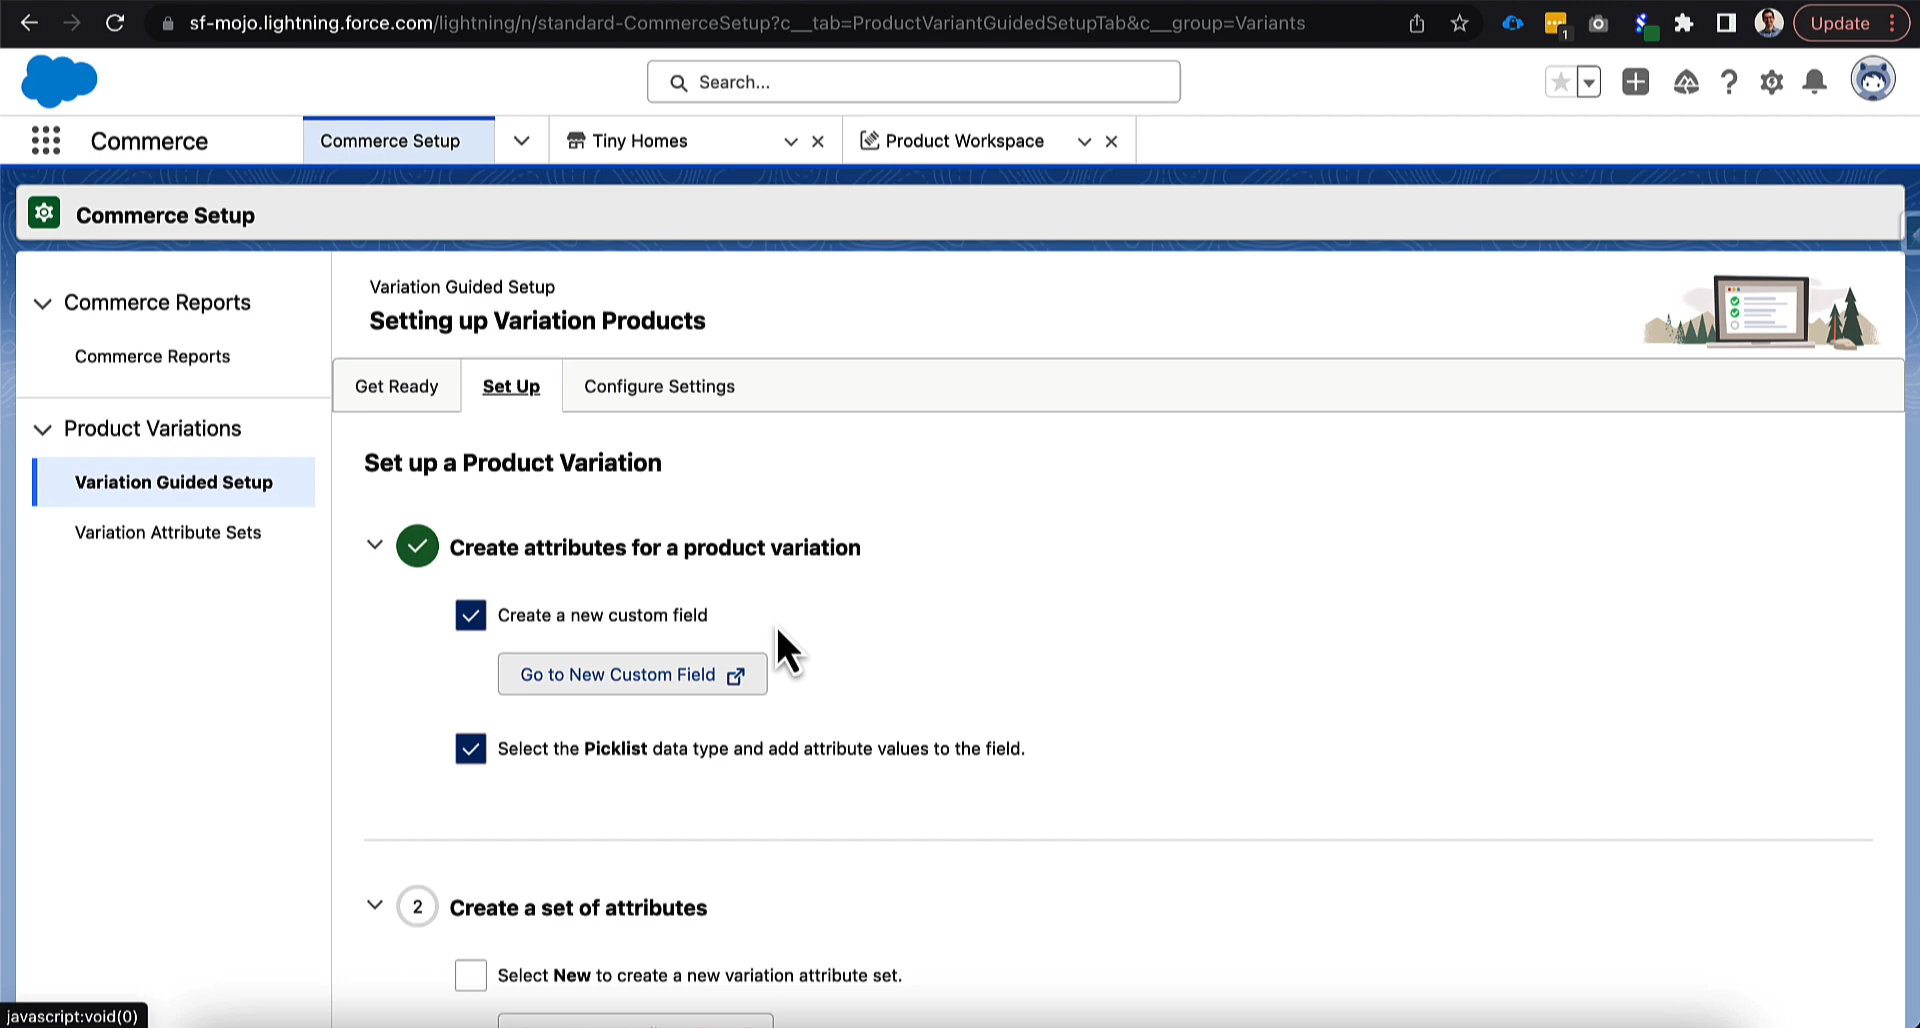 sf-mojo.lightning.force.com/lightning/n/standard-CommerceSetup?c__tab=ProductVariantGuidedSetupTab&c__group=Variants
1
Update
Search...
Commerce
Commerce Setup
Tiny Homes
Product Workspace
Commerce Setup
Commerce Reports
Commerce Reports
Product Variations
Variation Guided Setup
Variation Attribute Sets
Variation Guided Setup
Setting up Variation Products
Get Ready
Set Up
Configure Settings
Set up a Product Variation
Create attributes for a product variation
Create a new custom field
Go to New Custom Field
Select the Picklist data type and add attribute values to the field.
2 Create a set of attributes
Select New to create a new variation attribute set.
javascript:void(0)